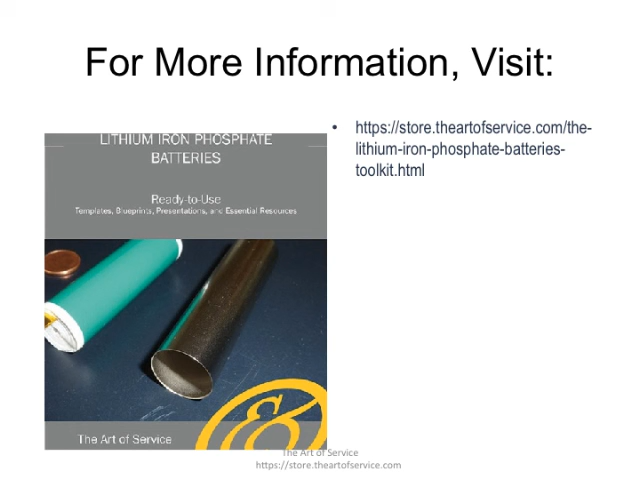 For More Information, Visit:
• https://store.theartofservice.com/the-
lithium-iron-phosphate-batteries-
toolkit.html
LITHIUM IRON PHOSPHATE
BATTERIES
Ready-to-Use
Templates, Blueprints, Presentations, and Essential Resources
The Art of Service
The Art of Service
https://store.theartofservice.com